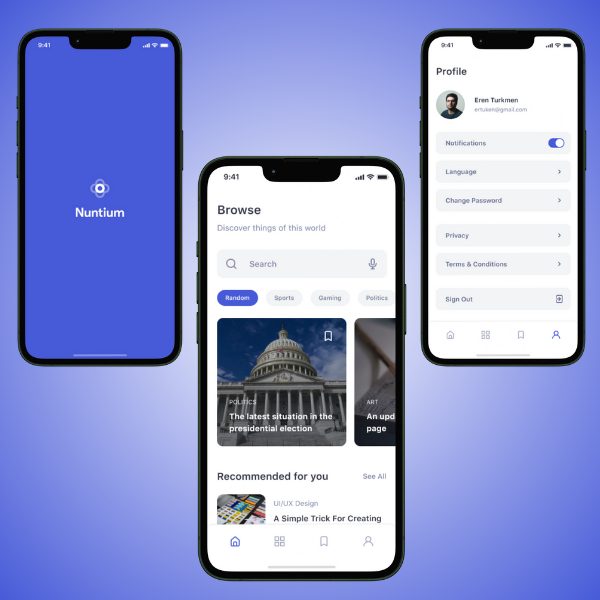 9:41
Nuntium
9:41
Browse
Discover things of this world
Search
Random
Sports
Gaming
Politics
POLITICS
The latest situation in the
presidential election
ART
An upd
page
Recommended for you
See All
UI/UX Design
A Simple Trick For Creating
9:41
Profile
Eren Turkmen
ertuken@gmail.com
Notifications
Language
Change Password
Privacy
Terms & Conditions
Sign Out